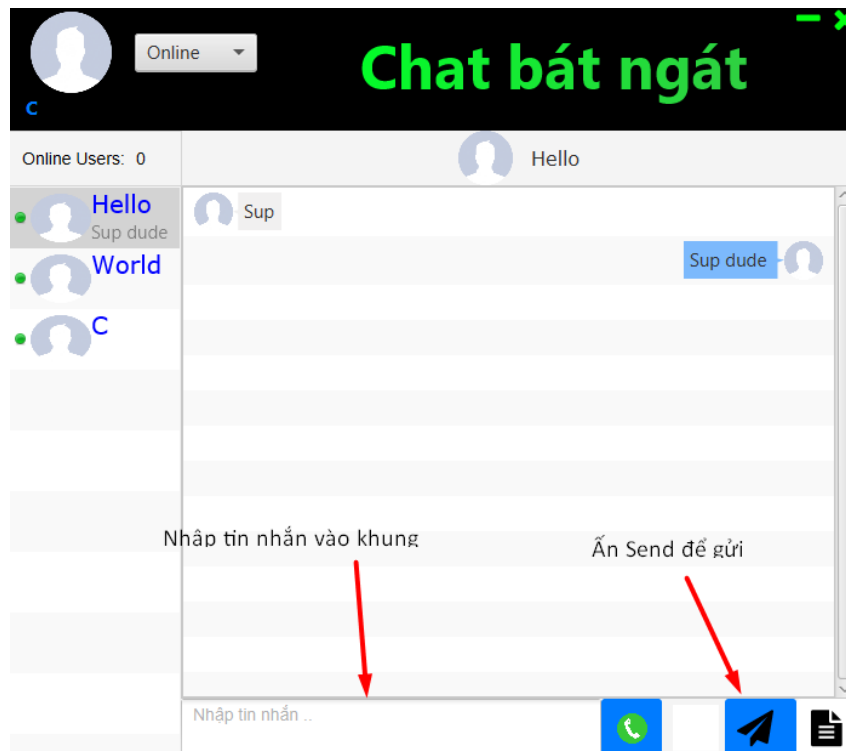 Online
Chat bát ngát
C
Online Users: 0
Hello
Hello
Sup dude
World
C
Sup
Sup dude
Nhập tin nhắn vào khung
Ấn Send để gửi
Nhập tin nhắn ..